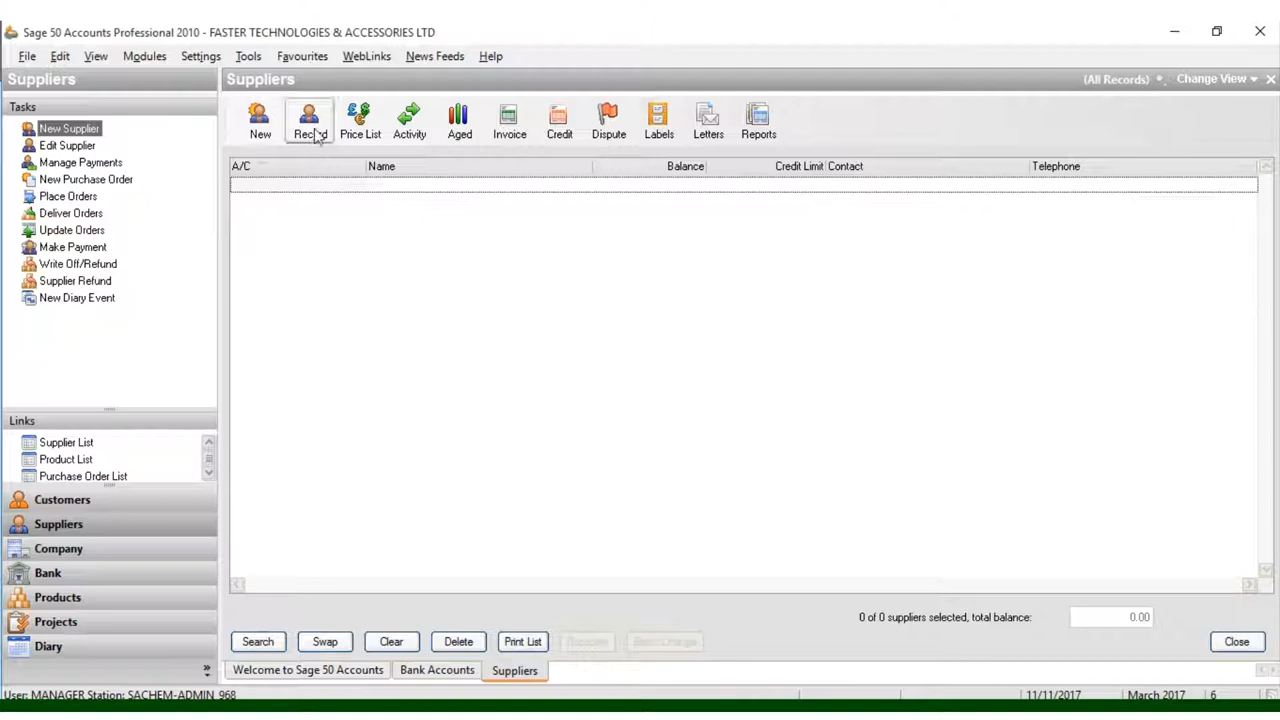 Sage 50 Accounts Professional 2010 - FASTER TECHNOLOGIES & ACCESSORIES LTD
File Edit View Modules Settings Tools Favourites WebLinks News Feeds Help
Suppliers
Suppliers (All Records) Change View
Tasks
New Supplier
Edit Supplier
Manage Payments
New Purchase Order
Place Orders
Deliver Orders
Update Orders
Make Payment
Write Off/Refund
Supplier Refund
New Diary Event
Links
Supplier List
Product List
Purchase Order List
Customers
Suppliers
Company
Bank
Products
Projects
Diary
New Record Price List Activity Aged Invoice Credit Dispute Labels Letters Reports
A/C Name Balance Credit Limit Contact Telephone
0 of 0 suppliers selected, total balance: 0.00
Search Swap Clear Delete Print List Close
Welcome to Sage 50 Accounts Bank Accounts Suppliers
User: MANAGER Station: SACHEM-ADMIN_968 11/11/2017 March 2017 6